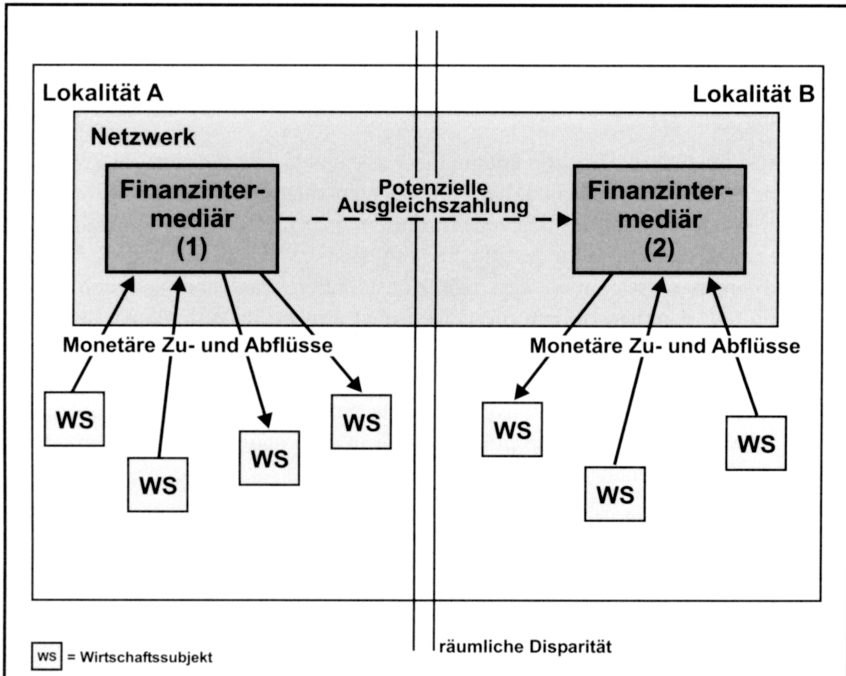 Lokalität A
Lokalität B
Netzwerk
Finanzinter-
mediär
(1)
Potenzielle
Ausgleichszahlung
Finanzinter-
mediär
(2)
Monetäre Zu- und Abflüsse
Monetäre Zu- und Abflüsse
WS
WS
WS
WS
WS
WS
WS
räumliche Disparität
WS = Wirtschaftssubjekt